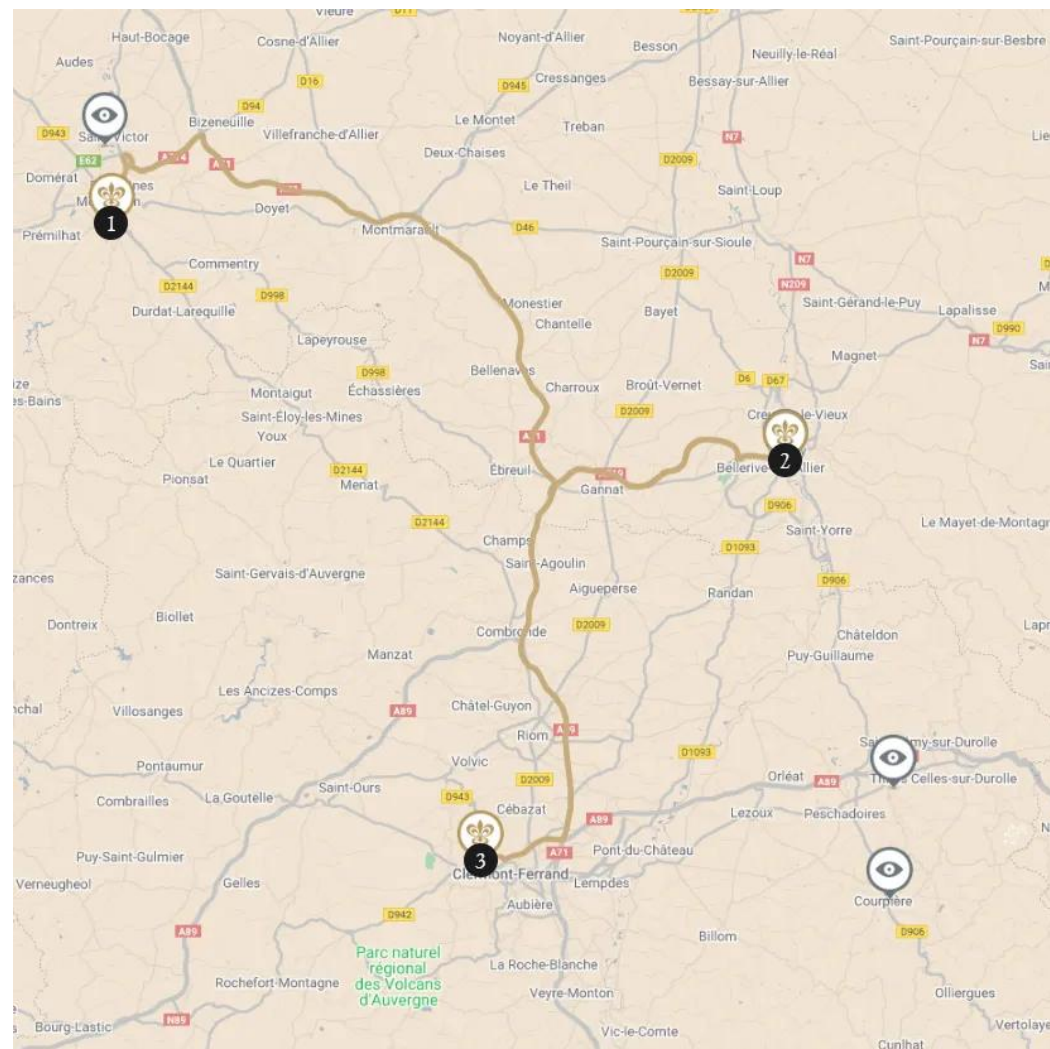 Vieure
D11
Haut-Bocage
Cosne-d'Allier
Noyant-d'Allier
Besson
Neuilly-le-Réal
Saint-Pourçain-sur-Besbre
Audes
D16
D945
Cressanges
Bessay-sur-Allier
D94
Bizeneuille
Villefranche-d'Allier
Le Montet
Treban
N7
D943
Deux-Chaises
D2009
E62
A71
Domérat
Le Theil
Saint-Loup
1
Doyet
Montmarault
D46
Prémilhat
Saint-Pourçain-sur-Sioule
N7
Commentry
D2009
D2144
N209
D998
Durdat-Larequille
Monestier
Bayet
Saint-Gérand-le-Puy
Lapalisse
Chantelle
D990
Lapeyrouse
N7
Magnet
D998
Bellenaves
D6
D67
Montaigut
Échassières
Charroux
Broût-Vernet
Saint-Éloy-les-Mines
D2009
Youx
Le Quartier
2
Pionsat
D2144
Ébreuil
Menat
Gannat
D906
D2144
Saint-Yorre
Le Mayet-de-Montagn
Champs
D1093
Saint-Agoulin
Saint-Gervais-d'Auvergne
D906
Aigueperse
Randan
Biollet
Dontreix
D2009
Combronde
Châteldon
Manzat
Puy-Guillaume
Les Ancizes-Comps
Villosanges
A89
Châtel-Guyon
Riom
D1093
Volvic
Pontaumur
D2009
Orléat
A89
Saint-Ours
D943
Combrailles
La Goutelle
Cébazat
Celles-sur-Durolle
Lezoux
Peschadoires
A89
Puy-Saint-Gulmier
A71
Pont-du-Château
3
Clermont-Ferrand
Verneugheol
Gelles
Lempdes
Courpière
Aubière
D942
A89
D906
Billom
Parc naturel
régional
des Volcans
d'Auvergne
La Roche-Blanche
Rochefort-Montagne
Veyre-Monton
Olliergues
N89
Bourg-Lastic
Vic-le-Comte
Vertolaye
Cunlhat